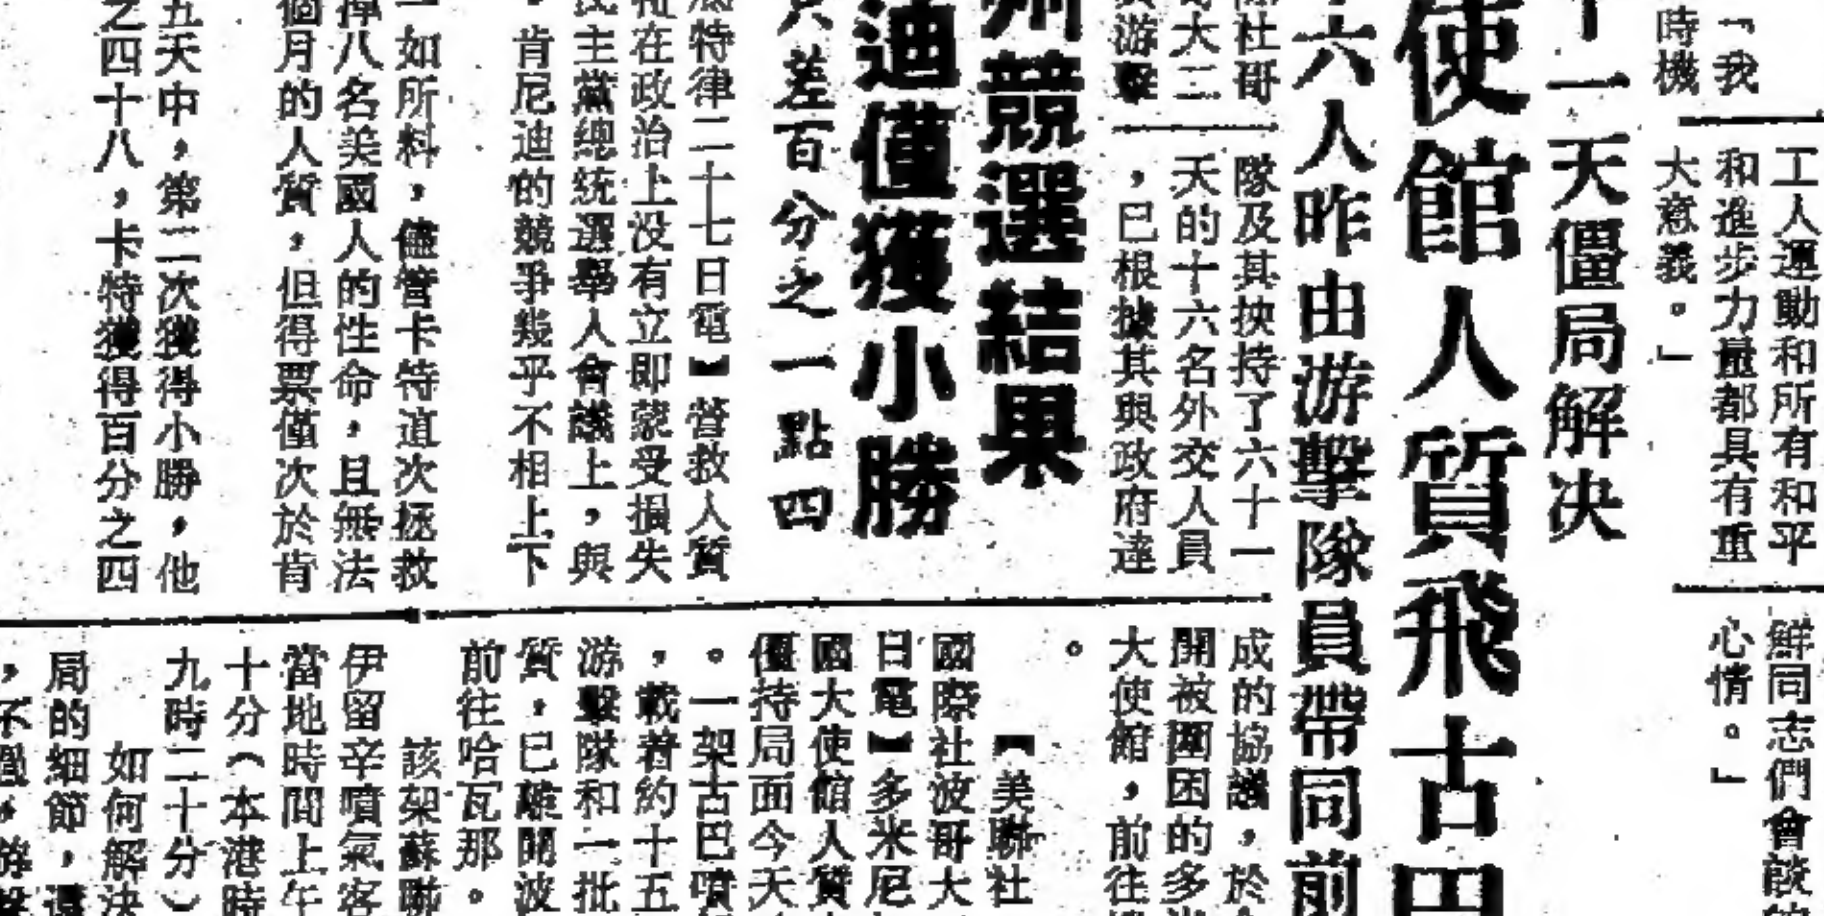 「我
時機
工人運動和所有和平
和進步力量都具有重
大意義。」
鮮同志們會談
心情。」
十一天僵局解決
使館人質飛古巴
六人昨由游擊隊員帶同前
社哥
大二
游擊
隊及其挾持了六十一
天的十六名外交人員
，已根據其與政府達
成的協議，於
開被圍困的多米
大使館，前往
。
【美聯社
國際社波哥大
日電】多米尼
國大使館人質
僵持局面今天
。一架古巴噴
，載着約十五
游擊隊和一批
質，已離開波
前往哈瓦那。
該架蘇聯
伊留辛噴氣客
當地時間上午
十分（本港時
九時二十分）
如何解決
局的細節，還
州競選結果
迪僅獲小勝
只差百分之一點四
特律二十七日電】營救人質
在政治上没有立即蒙受損失
民主黨總統選舉人會議上，與
，肯尼迪的競爭幾乎不相上下
一如所料，儘管卡特這次拯救
掉八名美國人的性命，且無法
個月的人質，但得票僅次於肯
五天中，第二次獲得小勝，他
之四十八，卡特獲得百分之四